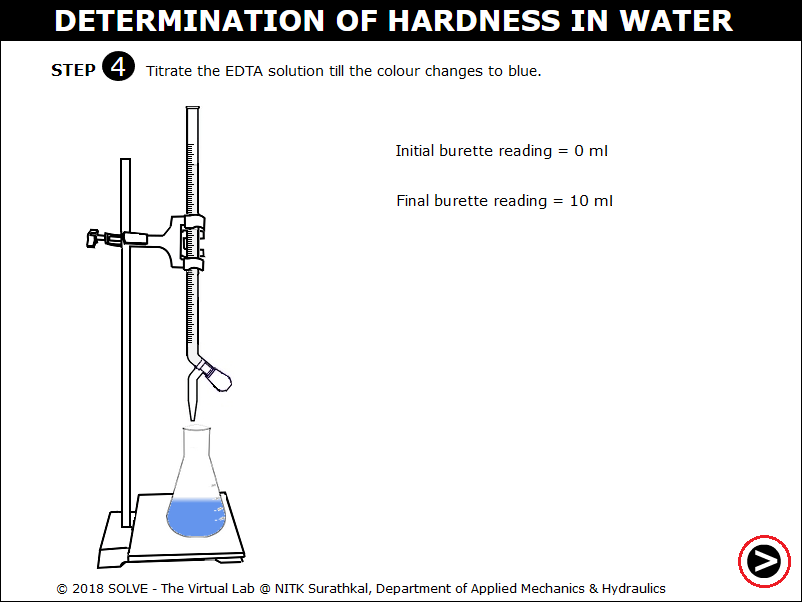 DETERMINATION OF HARDNESS IN WATER
STEP 4 Titrate the EDTA solution till the colour changes to blue.
Initial burette reading = 0 ml
Final burette reading = 10 ml
© 2018 SOLVE - The Virtual Lab @ NITK Surathkal, Department of Applied Mechanics & Hydraulics